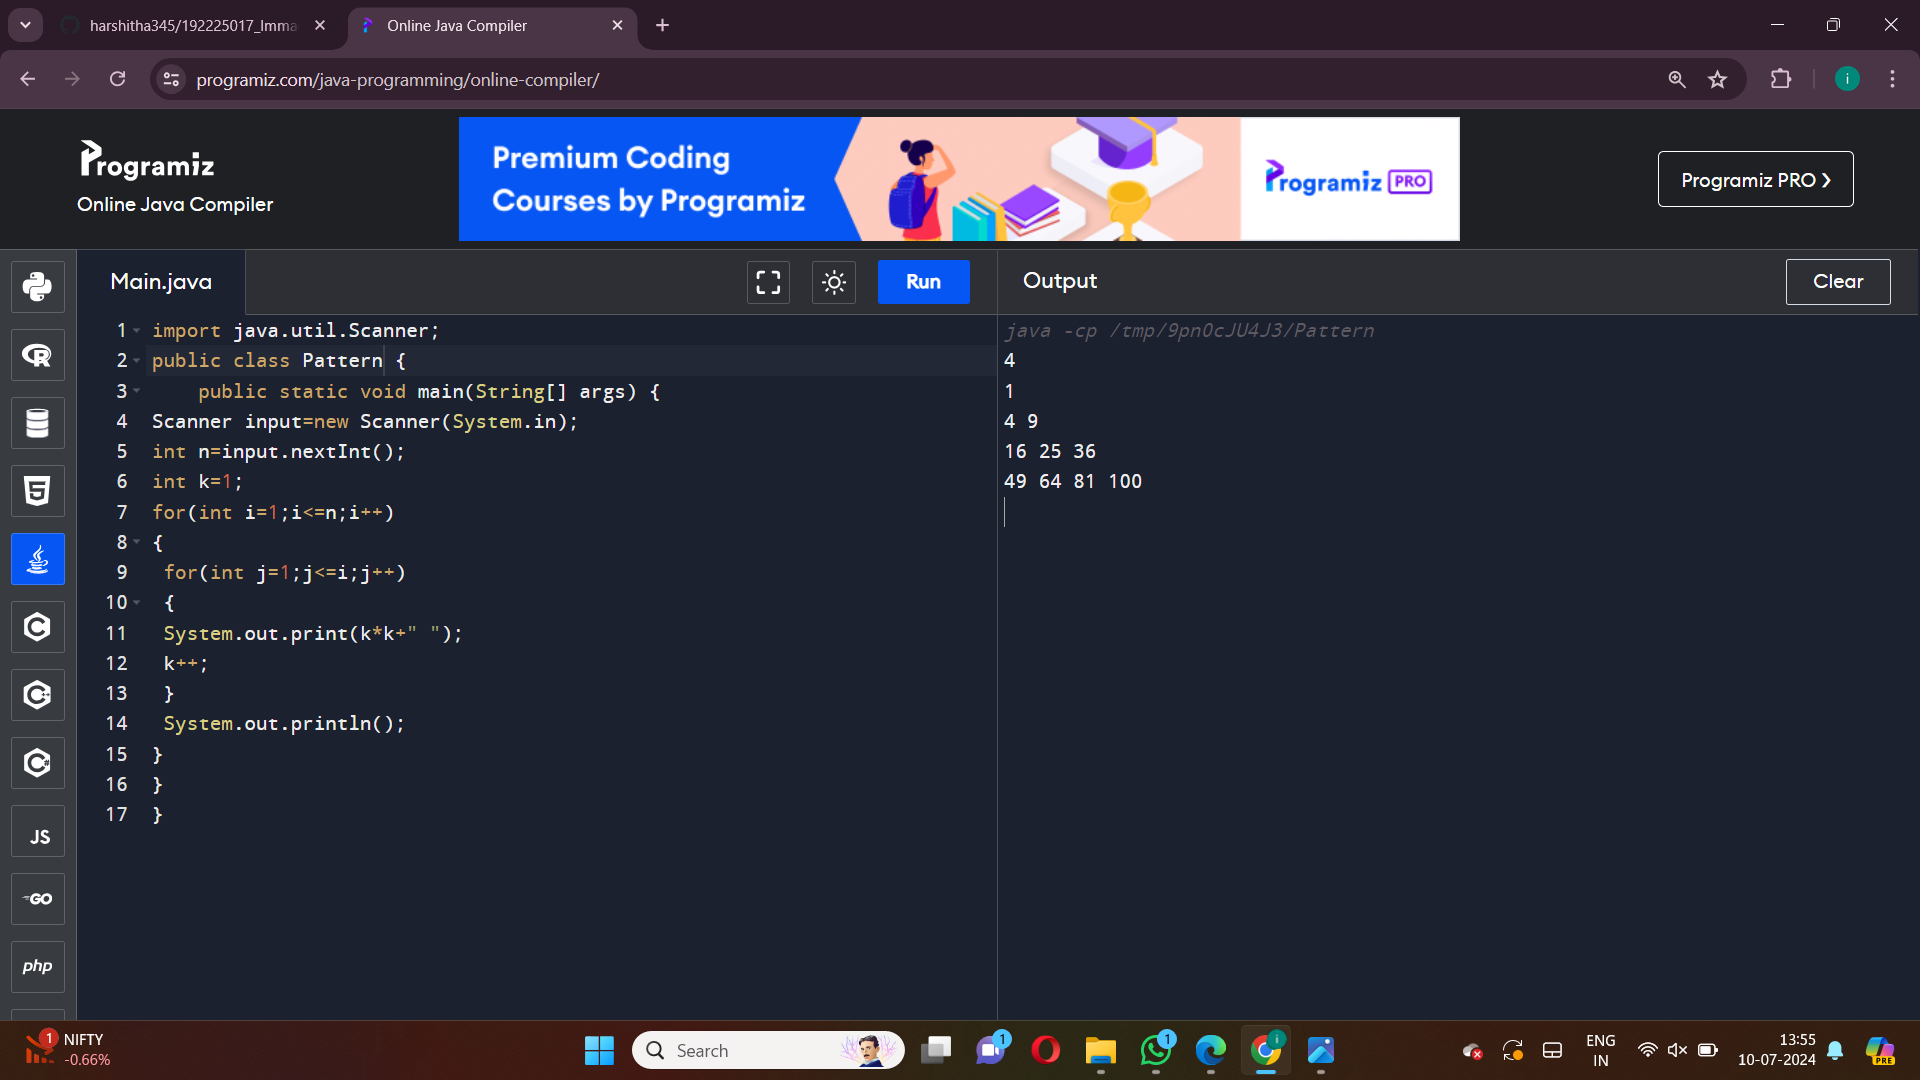 harshitha345/192225017_Imma
Online Java Compiler
programiz.com/java-programming/online-compiler/
i
Programiz
Online Java Compiler
Premium Coding
Courses by Programiz
Programiz PRO
Programiz PRO ❯
Main.java
Run
Output
Clear
1 import java.util.Scanner;
2 public class Pattern {
3     public static void main(String[] args) {
4 Scanner input=new Scanner(System.in);
5 int n=input.nextInt();
6 int k=1;
7 for(int i=1;i<=n;i++)
8 {
9  for(int j=1;j<=i;j++)
10  {
11  System.out.print(k*k+" ");
12  k++;
13  }
14  System.out.println();
15 }
16 }
17 }
java -cp /tmp/9pnOcJU4J3/Pattern
4
1
4 9
16 25 36
49 64 81 100
R
5
C
C
C#
JS
GO
php
1
NIFTY
-0.66%
Search
1
1
i
ENG
IN
13:55
10-07-2024
PRE